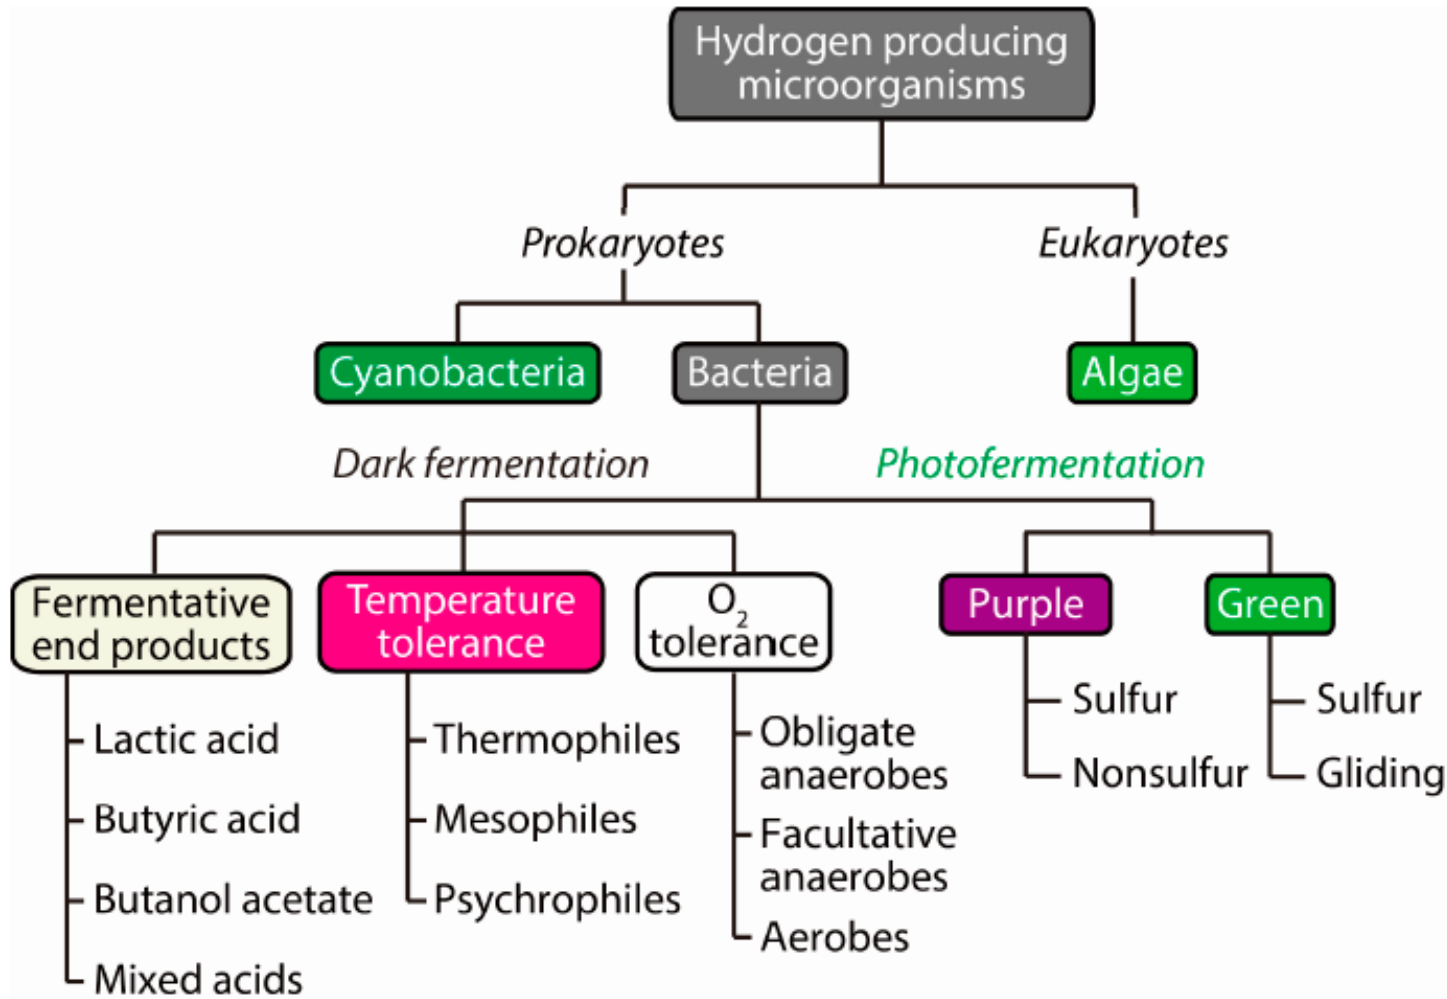 Hydrogen producing
microorganisms
Prokaryotes
Eukaryotes
Cyanobacteria
Bacteria
Algae
Dark fermentation
Photofermentation
Fermentative
end products
Temperature
tolerance
O₂
tolerance
Purple
Green
Lactic acid
Butyric acid
Butanol acetate
Mixed acids
Thermophiles
Mesophiles
Psychrophiles
Obligate
anaerobes
Facultative
anaerobes
Aerobes
Sulfur
Nonsulfur
Sulfur
Gliding